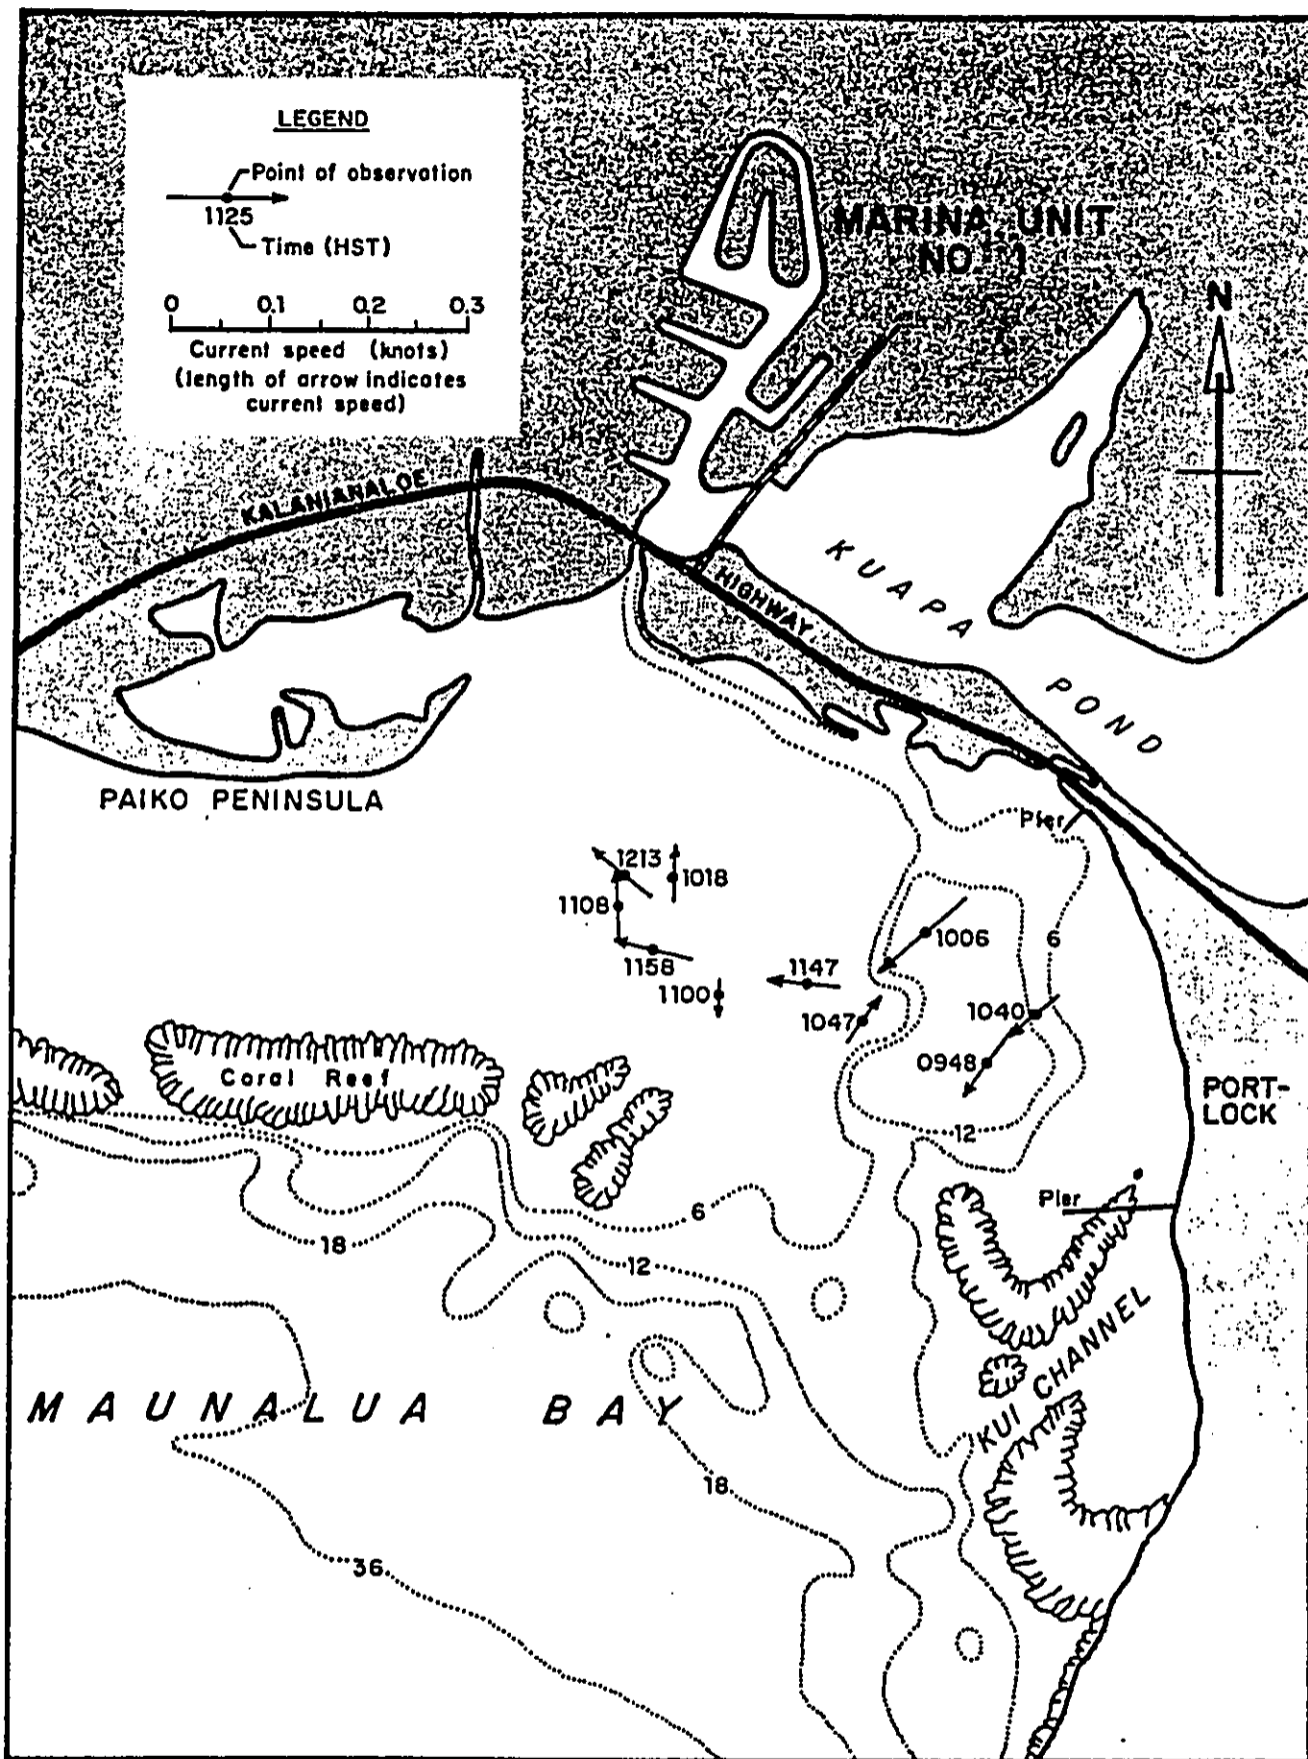 LEGEND
Point of observation
1125
Time (HST)
0 0.1 0.2 0.3
Current speed (knots)
(length of arrow indicates
current speed)
MARINA UNIT
NO. 1
N
KALANIANALOE
HIGHWAY
KUAPA
POND
PAIKO PENINSULA
Pier
1213
1018
1108
1006
6
1158
1147
1100
1047
1040
0948
Coral Reef
PORT-
LOCK
12
Pier
6
18
12
KUI CHANNEL
MAUNALUA BAY
18
36